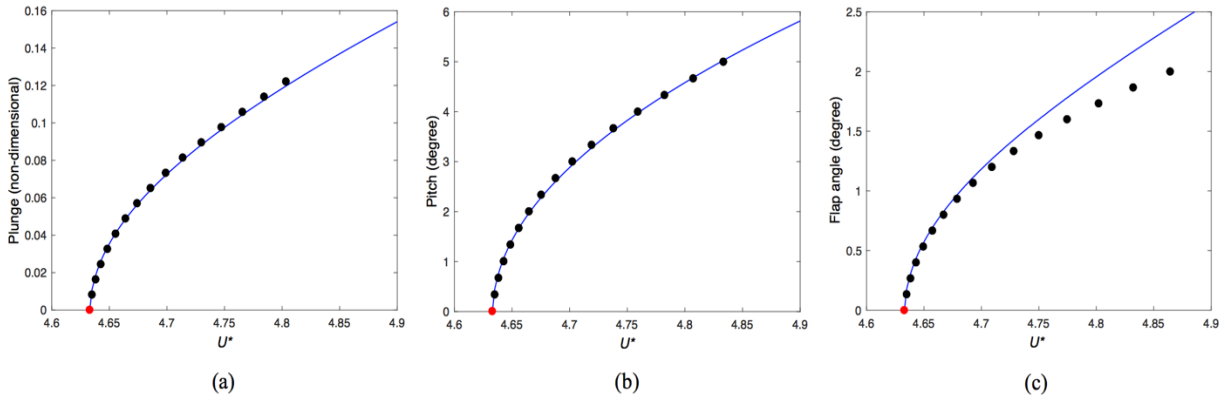 0.16
0.14
0.12
0.1
0.08
0.06
0.04
0.02
0
Plunge (non-dimensional)
4.6 4.65 4.7 4.75 4.8 4.85 4.9
U*
(a)
6
5
4
3
2
1
0
Pitch (degree)
4.6 4.65 4.7 4.75 4.8 4.85 4.9
U*
(b)
2.5
2
1.5
1
0.5
0
Flap angle (degree)
4.6 4.65 4.7 4.75 4.8 4.85 4.9
U*
(c)